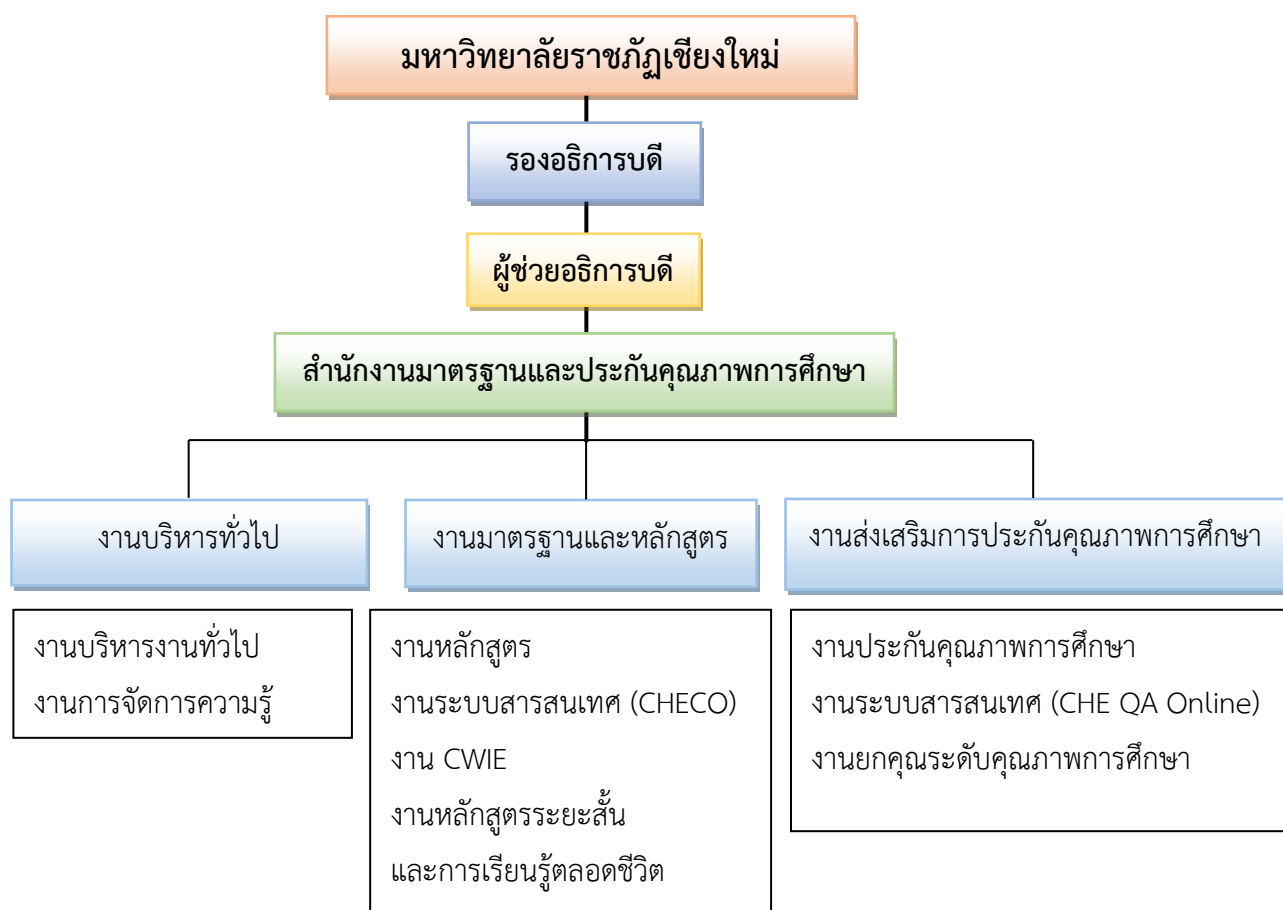 มหาวิทยาลัยราชภัฏเชียงใหม่
รองอธิการบดี
ผู้ช่วยอธิการบดี
สำนักงานมาตรฐานและประกันคุณภาพการศึกษา
งานบริหารทั่วไป
งานบริหารงานทั่วไป
งานการจัดการความรู้
งานมาตรฐานและหลักสูตร
งานหลักสูตร
งานระบบสารสนเทศ (CHECO)
งาน CWIE
งานหลักสูตรระยะสั้น
และการเรียนรู้ตลอดชีวิต
งานส่งเสริมการประกันคุณภาพการศึกษา
งานประกันคุณภาพการศึกษา
งานระบบสารสนเทศ (CHE QA Online)
งานยกคุณระดับคุณภาพการศึกษา